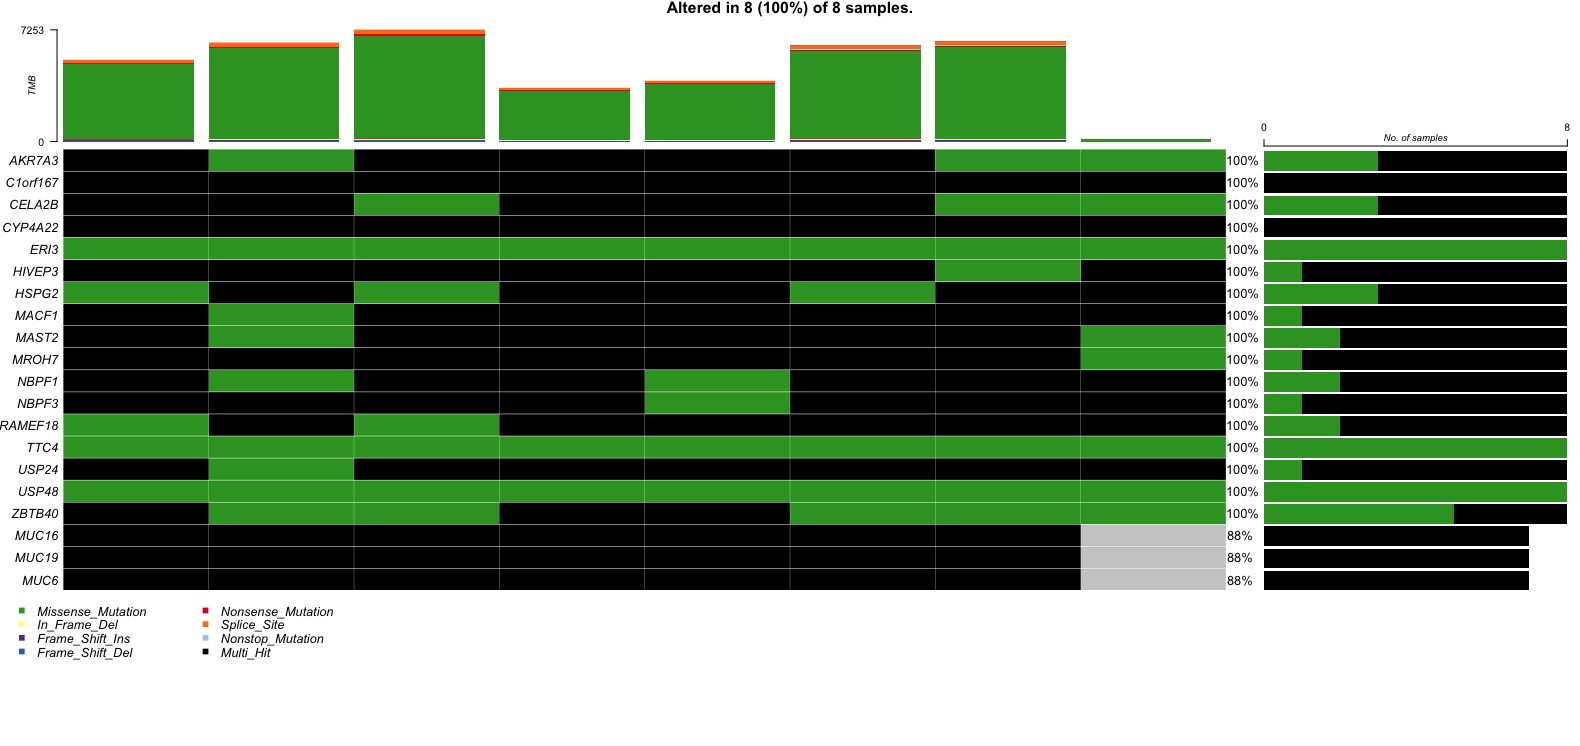 Altered in 8 (100%) of 8 samples.
7253
TMB
0
0 8
No. of samples
AKR7A3 100%
C1orf167 100%
CELA2B 100%
CYP4A22 100%
ERI3 100%
HIVEP3 100%
HSPG2 100%
MACF1 100%
MAST2 100%
MROH7 100%
NBPF1 100%
NBPF3 100%
RAMEF18 100%
TTC4 100%
USP24 100%
USP48 100%
ZBTB40 100%
MUC16 88%
MUC19 88%
MUC6 88%
Missense_Mutation Nonsense_Mutation
In_Frame_Del Splice_Site
Frame_Shift_Ins Nonstop_Mutation
Frame_Shift_Del Multi_Hit